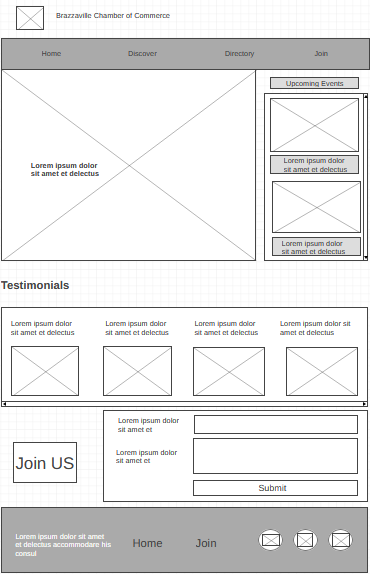 Brazzaville Chamber of Commerce
Home Discover Directory Join
Upcoming Events
Lorem ipsum dolor
sit amet et delectus
Lorem ipsum dolor
sit amet et delectus
Lorem ipsum dolor
sit amet et delectus
Testimonials
Lorem ipsum dolor
sit amet et delectus
Lorem ipsum dolor
sit amet et delectus
Lorem ipsum dolor
sit amet et delectus
Lorem ipsum dolor sit
amet et delectus
Join US
Lorem ipsum dolor
sit amet et
Lorem ipsum dolor
sit amet et
Submit
Lorem ipsum dolor sit amet
et delectus accommodare his
consul
Home Join